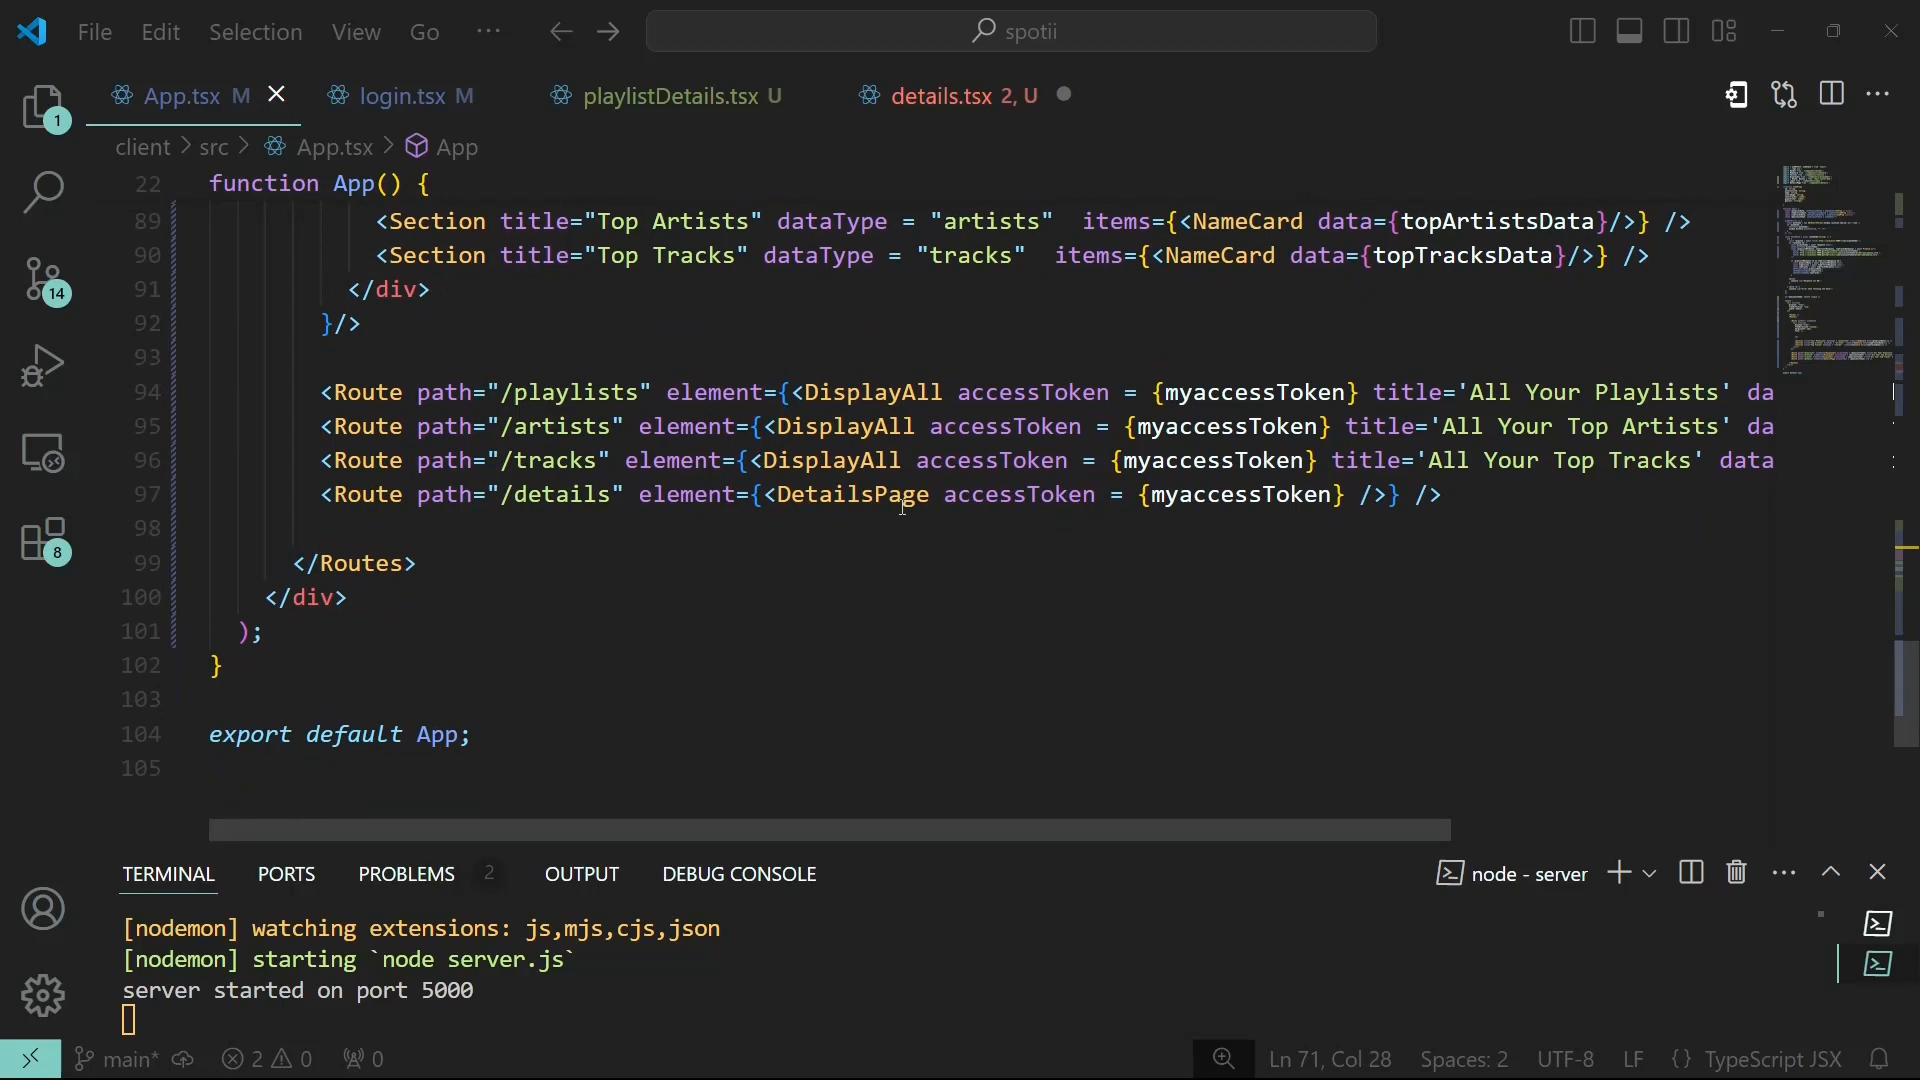 File Edit Selection View Go ··· spotii
App.tsx M login.tsx M playlistDetails.tsx U details.tsx 2, U
client > src > App.tsx > App
22 function App() {
89 <Section title="Top Artists" dataType = "artists" items={<NameCard data={topArtistsData}/>} />
90 <Section title="Top Tracks" dataType = "tracks" items={<NameCard data={topTracksData}/>} />
91 </div>
92 }/>
93
94 <Route path="/playlists" element={<DisplayAll accessToken = {myaccessToken} title='All Your Playlists' da
95 <Route path="/artists" element={<DisplayAll accessToken = {myaccessToken} title='All Your Top Artists' da
96 <Route path="/tracks" element={<DisplayAll accessToken = {myaccessToken} title='All Your Top Tracks' data
97 <Route path="/details" element={<DetailsPage accessToken = {myaccessToken} />} />
98
99 </Routes>
100 </div>
101 );
102 }
103
104 export default App;
105
1
14
8
TERMINAL PORTS PROBLEMS 2 OUTPUT DEBUG CONSOLE node - server
[nodemon] watching extensions: js,mjs,cjs,json
[nodemon] starting `node server.js`
server started on port 5000
main* 2 0 0 Ln 71, Col 28 Spaces: 2 UTF-8 LF {} TypeScript JSX